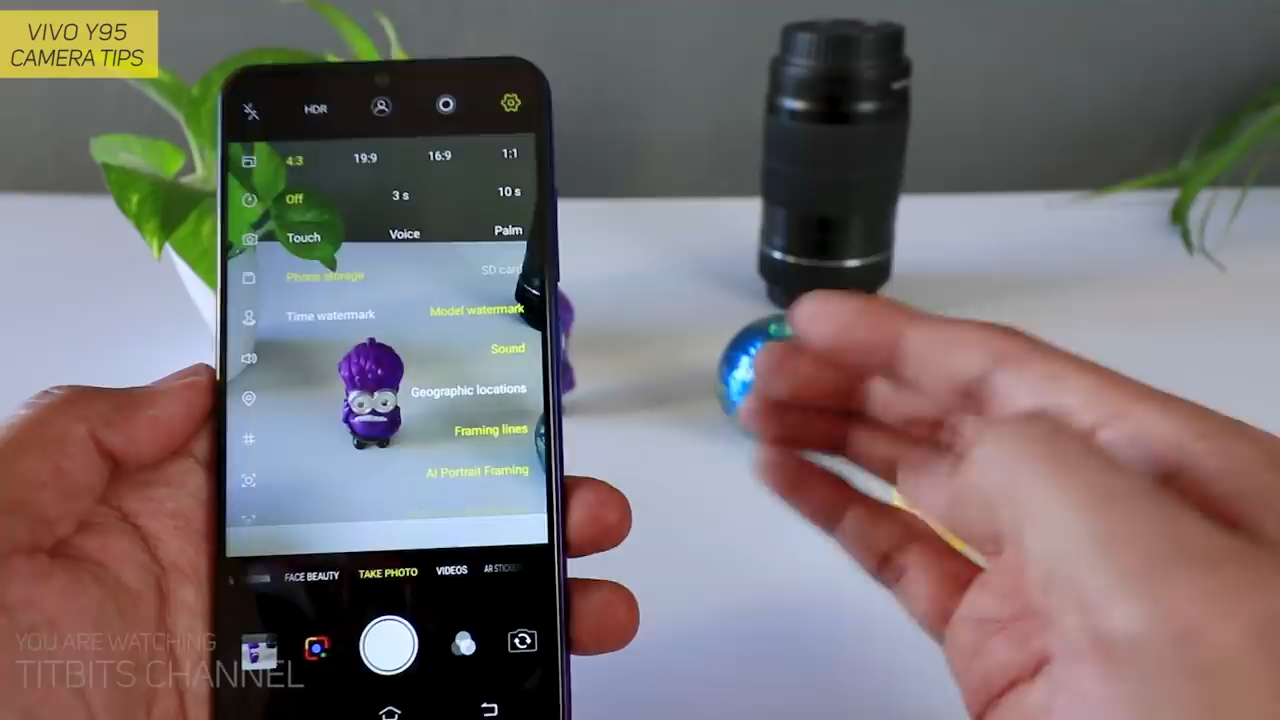 VIVO Y95
CAMERA TIPS
HDR
4:3 19:9 16:9 1:1
Off 3 s 10 s
Touch Voice Palm
Phone storage SD card
Time watermark Model watermark
Sound
Geographic locations
Framing lines
AI Portrait Framing
FACE BEAUTY TAKE PHOTO VIDEOS AR STICKER
YOU ARE WATCHING
TITBITS CHANNEL